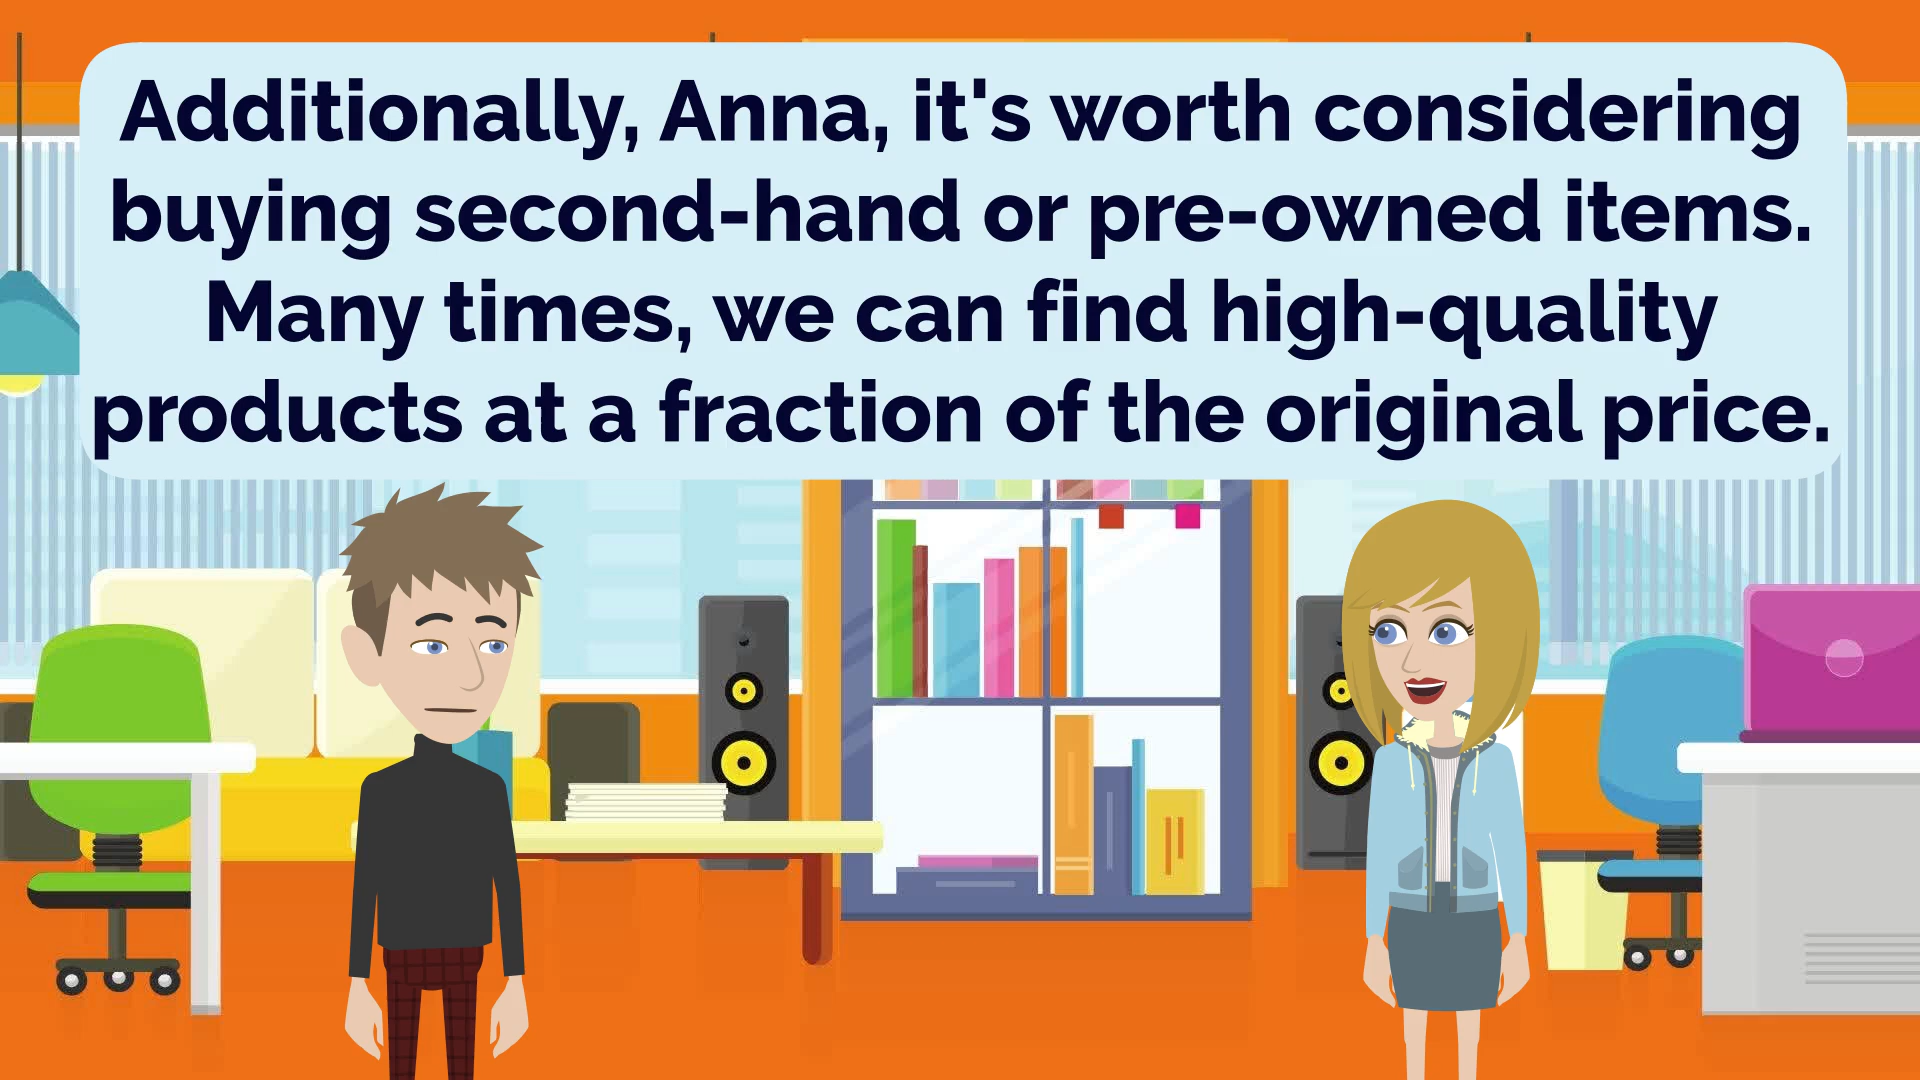 Additionally, Anna, it's worth considering
buying second-hand or pre-owned items.
Many times, we can find high-quality
products at a fraction of the original price.